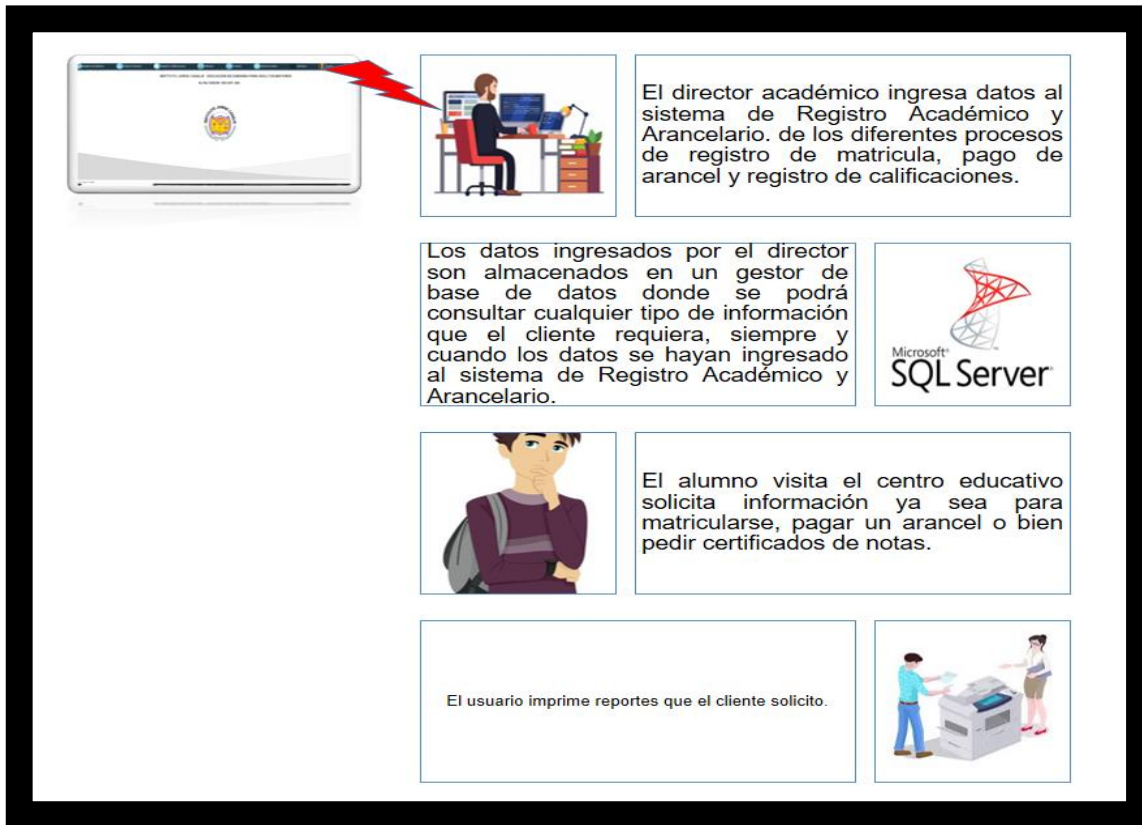 El director académico ingresa datos al
sistema de Registro Académico y
Arancelario. de los diferentes procesos
de registro de matricula, pago de
arancel y registro de calificaciones.
Los datos ingresados por el director
son almacenados en un gestor de
base de datos donde se podrá
consultar cualquier tipo de información
que el cliente requiera, siempre y
cuando los datos se hayan ingresado
al sistema de Registro Académico y
Arancelario.
Microsoft
SQL Server
El alumno visita el centro educativo
solicita información ya sea para
matricularse, pagar un arancel o bien
pedir certificados de notas.
El usuario imprime reportes que el cliente solicito.